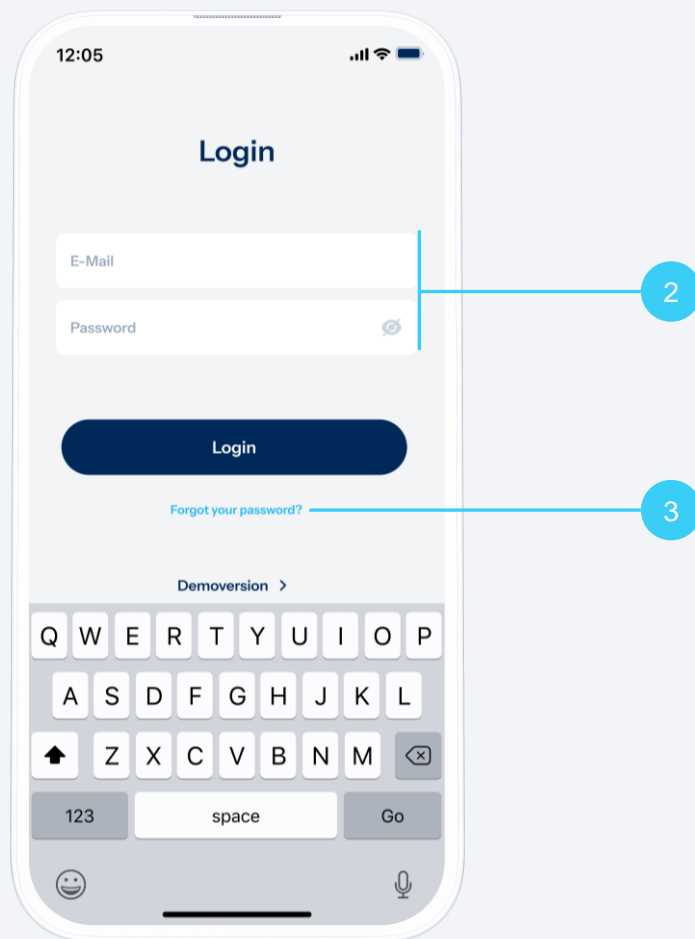 12:05
Login
E-Mail
2
Password
Login
Forgot your password?
3
Demoversion
Q W E R T Y U I O P
A S D F G H J K L
Z X C V B N M
123 space Go